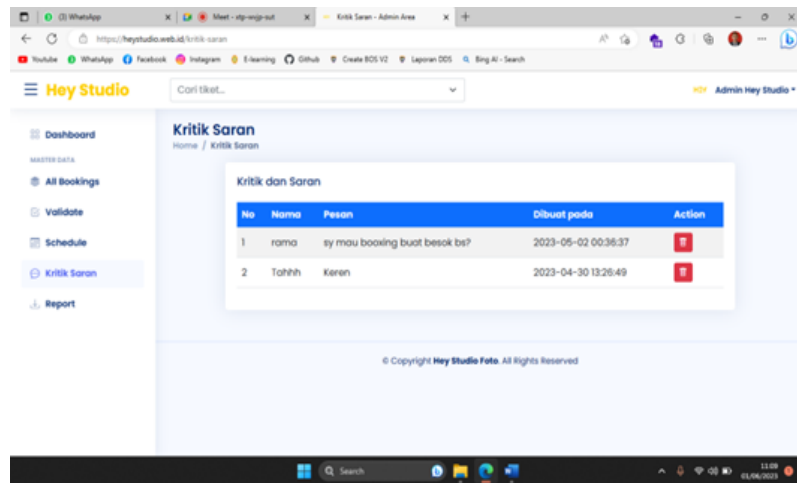 (3) WhatsApp
Meet - xtp-wvjp-sut
Kritik Saran - Admin Area
https://heystudio.web.id/kritik-saran
Youtube WhatsApp Facebook Instagram E-learning Github Create BOS V2 Laporan DDS Bing AI - Search
Hey Studio
Cari tiket...
Admin Hey Studio
Dashboard
MASTER DATA
All Bookings
Validate
Schedule
Kritik Saran
Report
Kritik Saran
Home / Kritik Saran
Kritik dan Saran
No Nama Pesan Dibuat pada Action
1 rama sy mau booxing buat besok bs? 2023-05-02 00:36:37
2 Tahhh Keren 2023-04-30 13:26:49
© Copyright Hey Studio Foto. All Rights Reserved
Search
11:09
01/06/2023